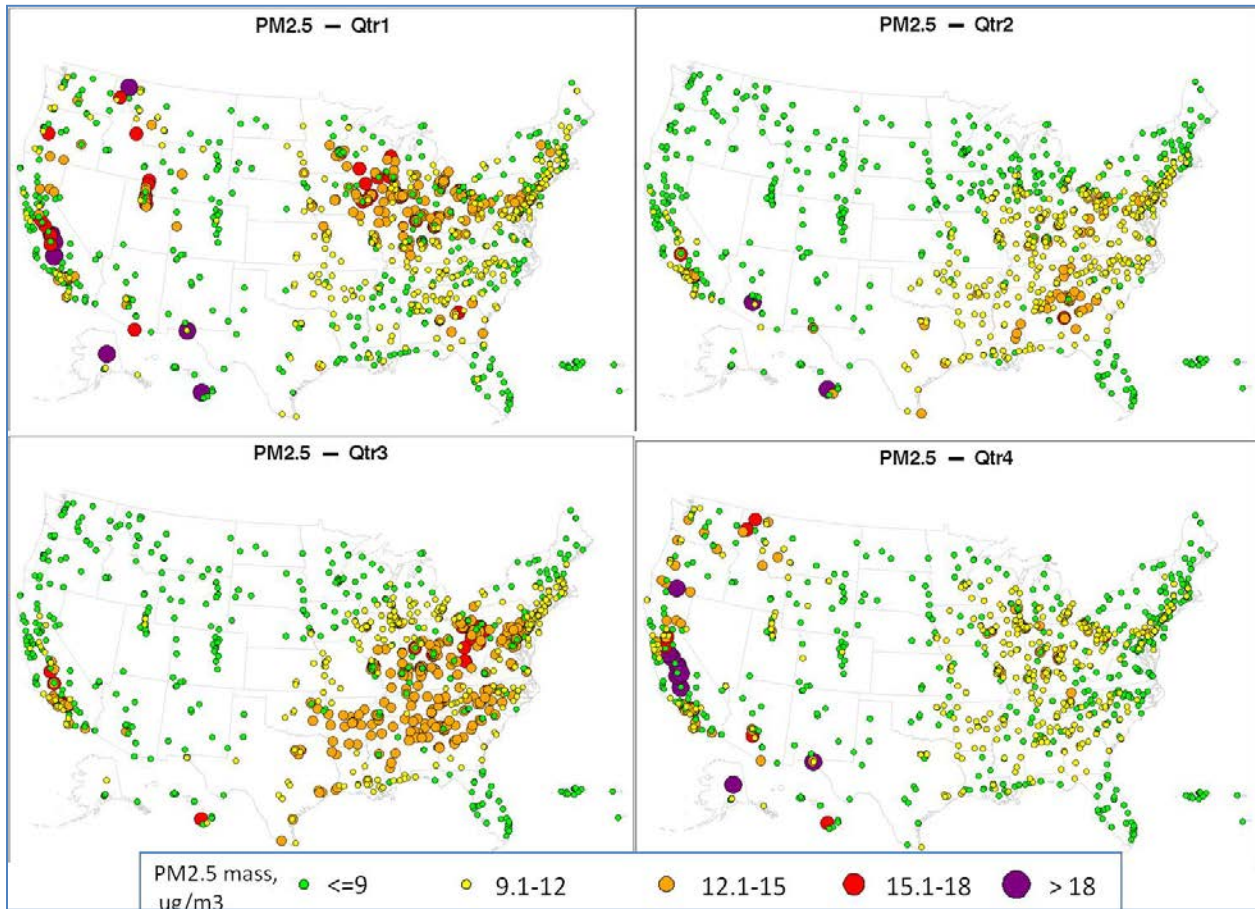 PM2.5 — Qtr1
PM2.5 — Qtr2
PM2.5 — Qtr3
PM2.5 — Qtr4
PM2.5 mass,
ug/m3
<=9
9.1-12
12.1-15
15.1-18
> 18